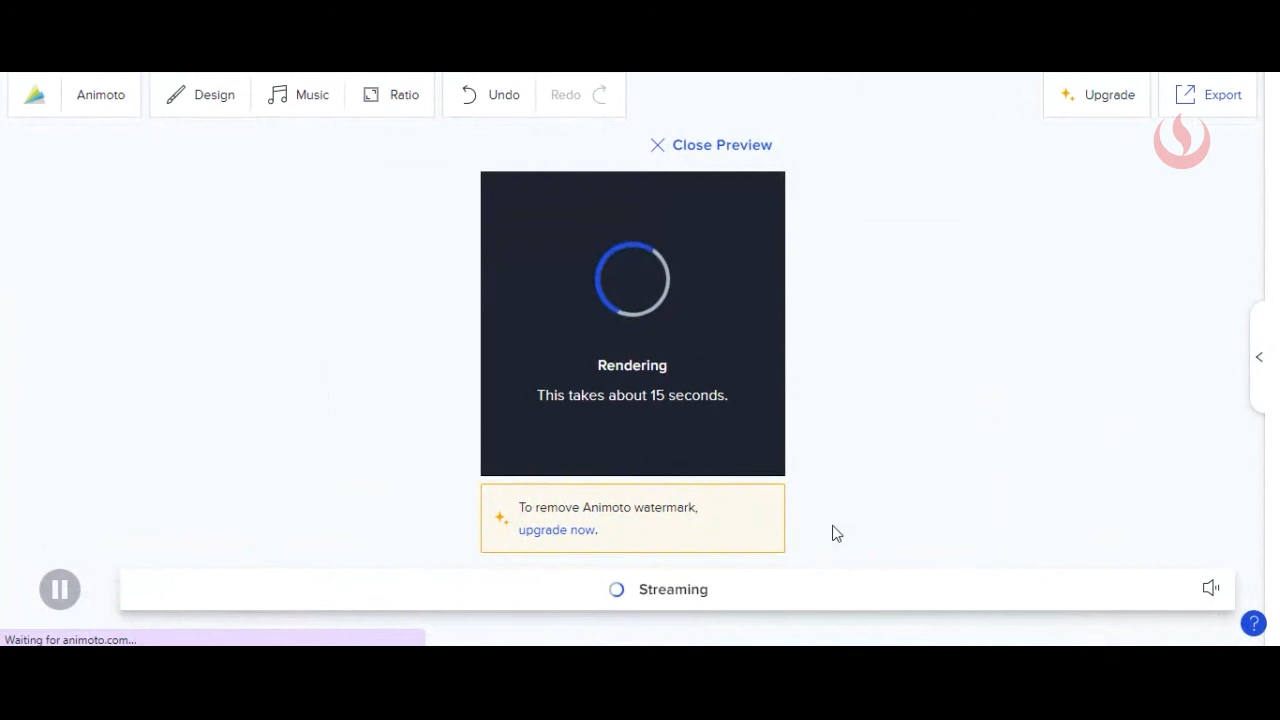 Animoto
Design
Music
Ratio
Undo
Redo
Upgrade
Export
Close Preview
Rendering
This takes about 15 seconds.
To remove Animoto watermark,
upgrade now.
Streaming
?
Waiting for animoto.com...